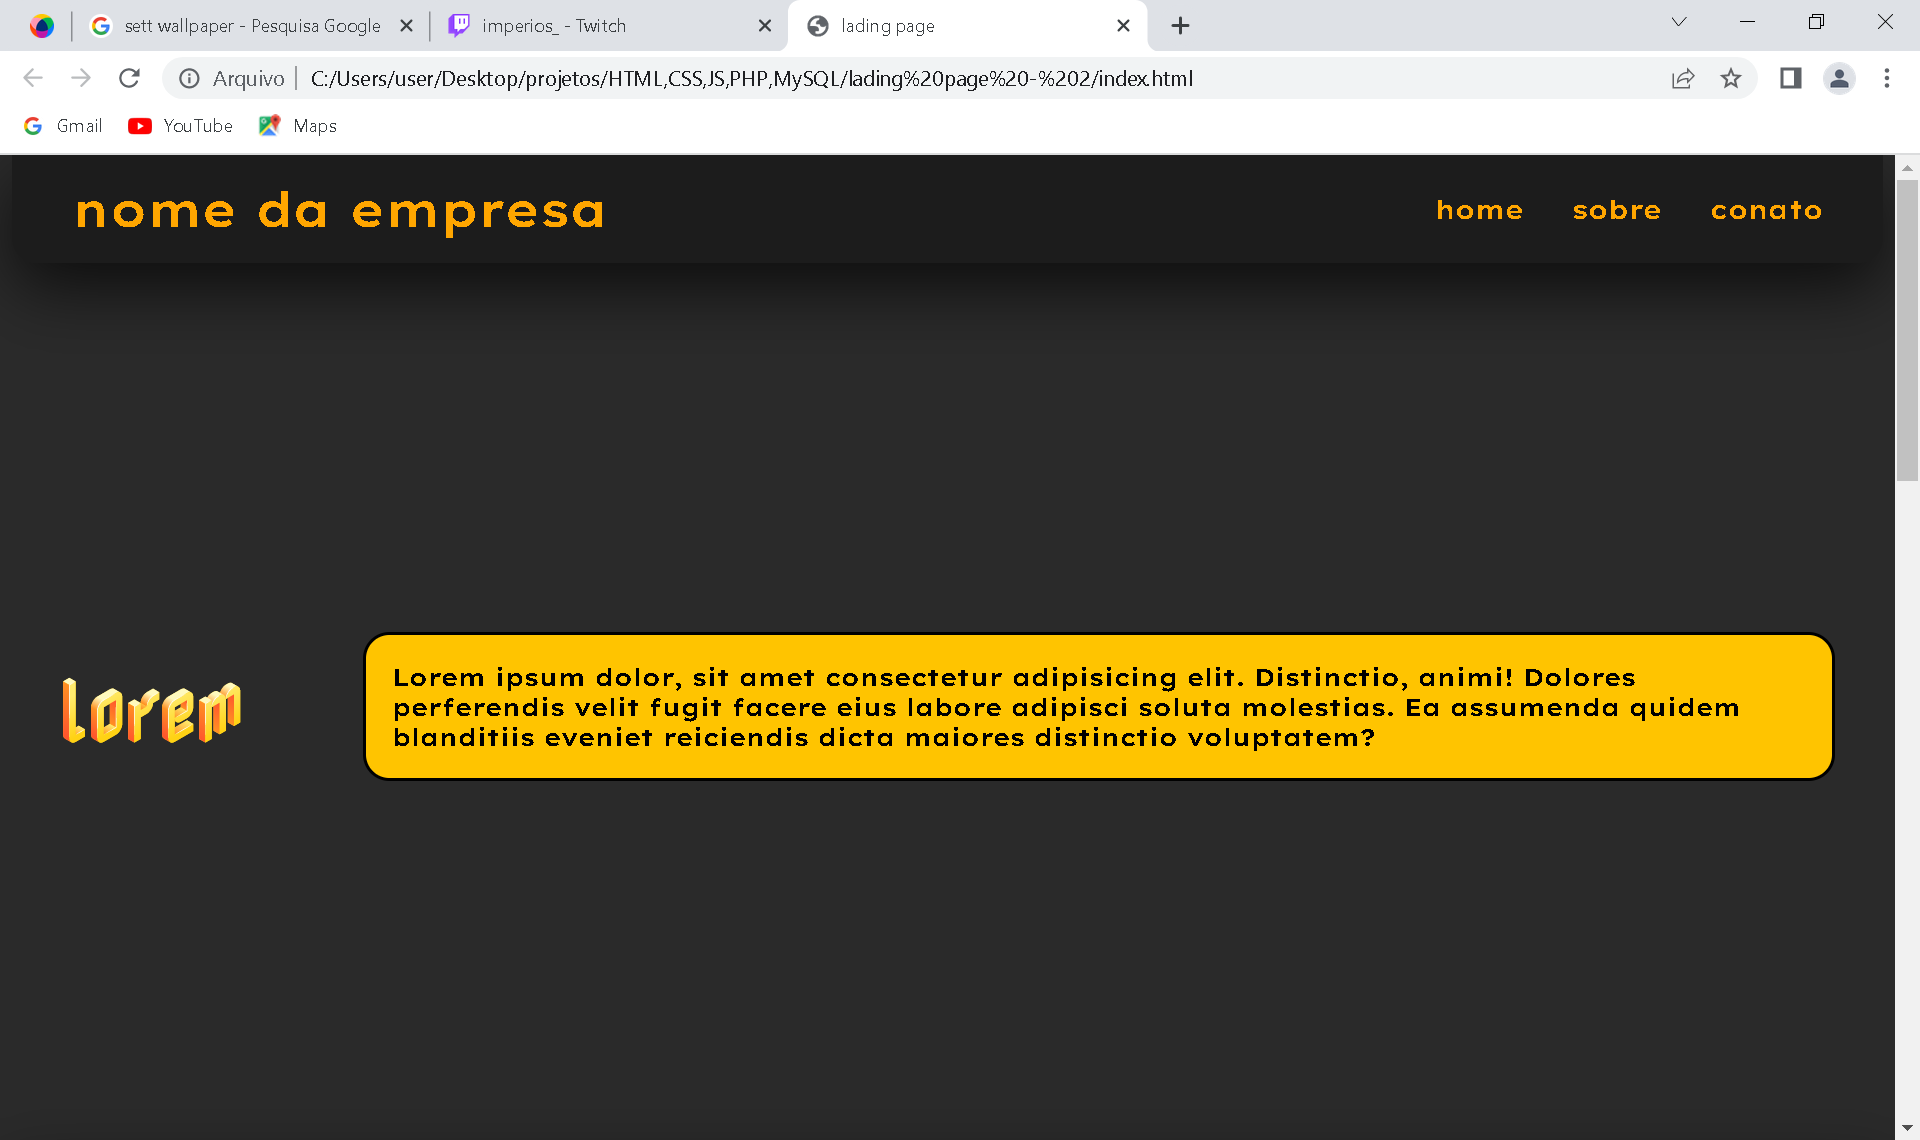 sett wallpaper - Pesquisa Google
imperios_ - Twitch
lading page
Arquivo
C:/Users/user/Desktop/projetos/HTML,CSS,JS,PHP,MySQL/lading%20page%20-%202/index.html
Gmail
YouTube
Maps
nome da empresa
home
sobre
conato
lorem
Lorem ipsum dolor, sit amet consectetur adipisicing elit. Distinctio, animi! Dolores
perferendis velit fugit facere eius labore adipisci soluta molestias. Ea assumenda quidem
blanditiis eveniet reiciendis dicta maiores distinctio voluptatem?